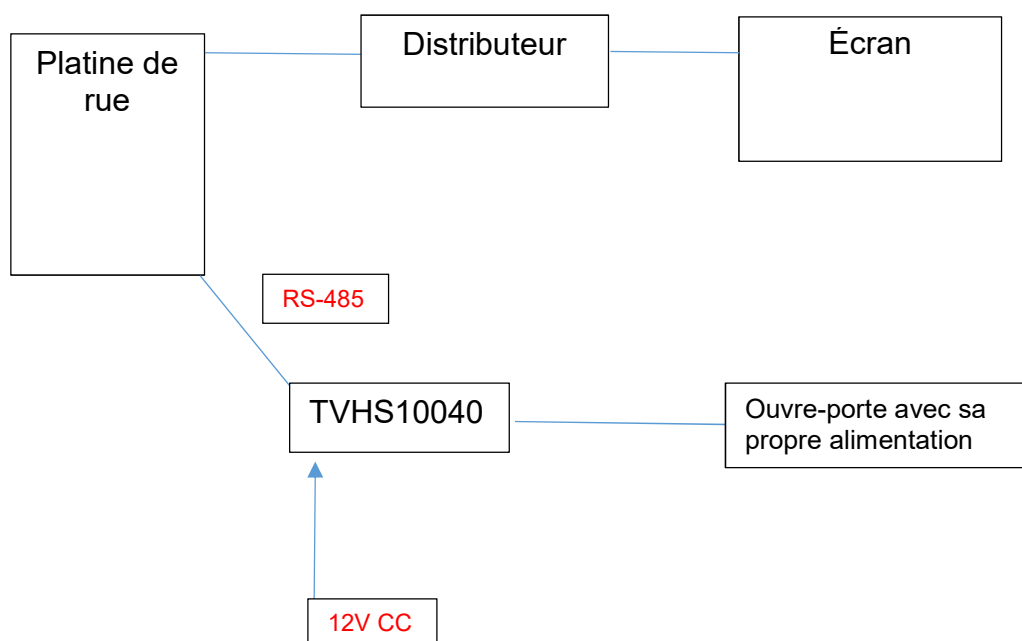 Platine de
rue
Distributeur
Écran
RS-485
TVHS10040
Ouvre-porte avec sa
propre alimentation
12V CC